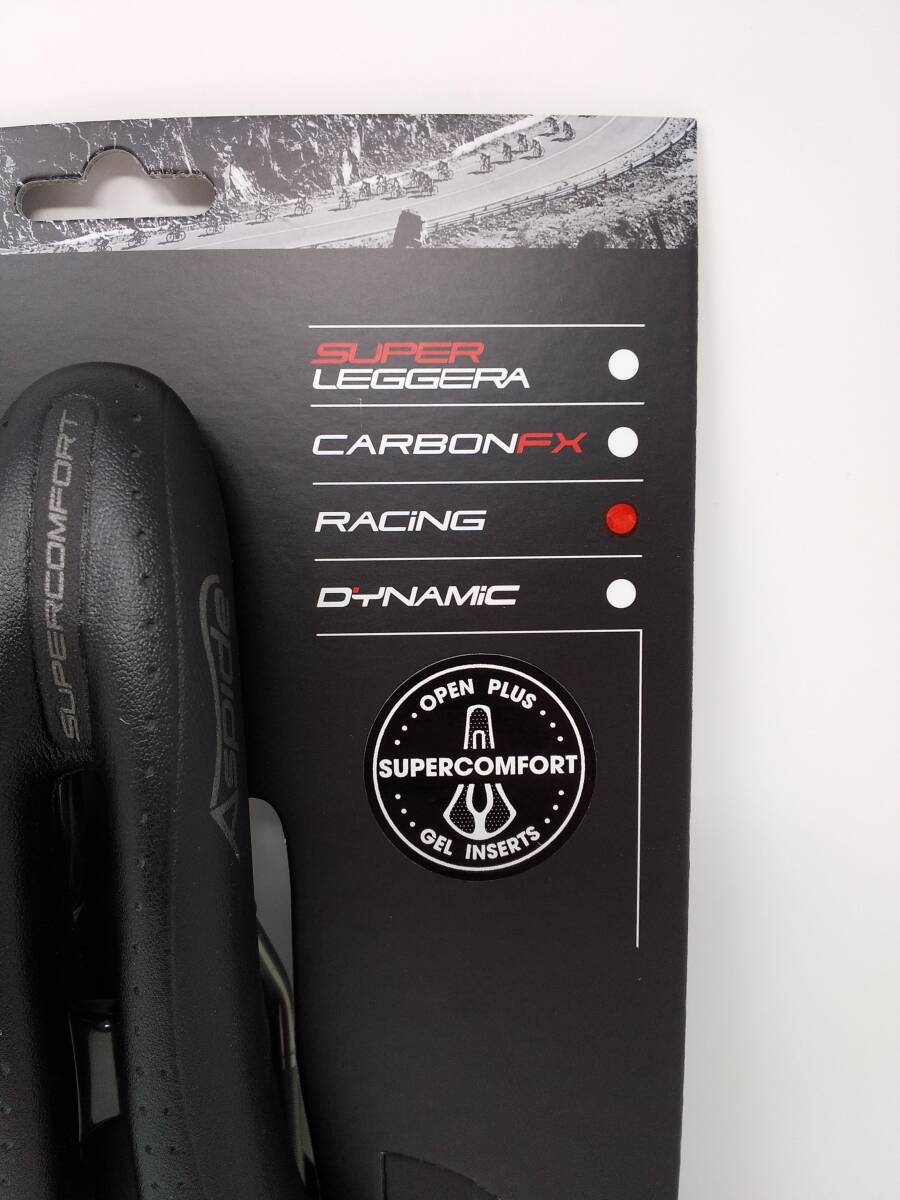 SUPER
LEGGERA
CARBONFX
RACiNG
DYNAMiC
OPEN PLUS
SUPERCOMFORT
GEL INSERTS
SUPERCOMFORT
Aspide